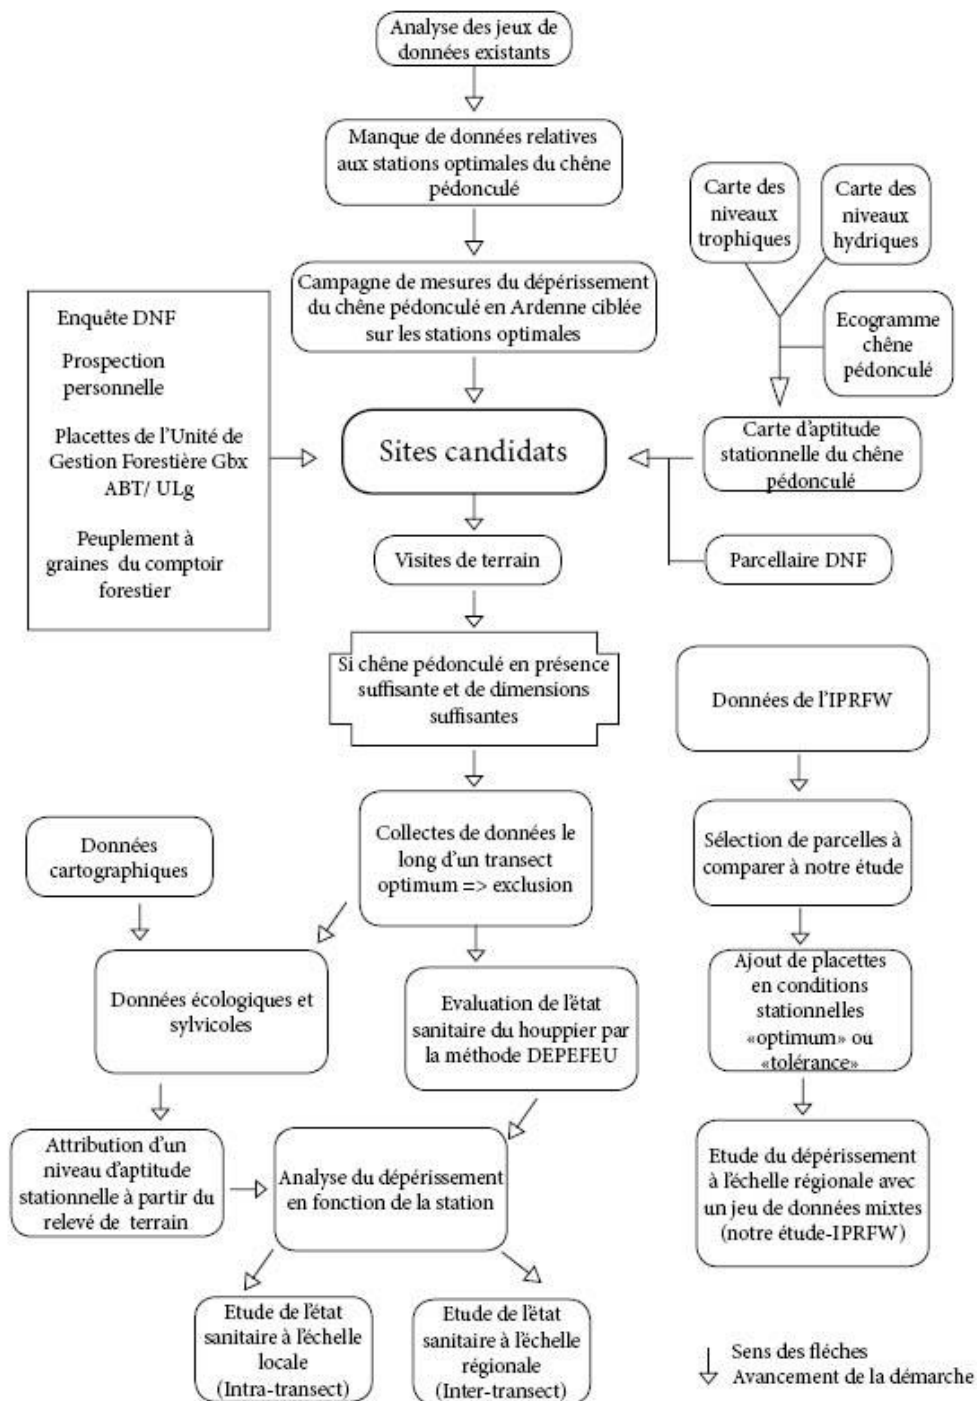 Analyse des jeux de
données existants
Manque de données relatives
aux stations optimales du chêne
pédonculé
Carte des
niveaux
trophiques
Carte des
niveaux
hydriques
Campagne de mesures du dépérissement
du chêne pédonculé en Ardenne ciblée
sur les stations optimales
Ecogramme
chêne
pédonculé
Enquête DNF
Prospection
personnelle
Placettes de l'Unité de
Gestion Forestière Gbx
ABT/ ULg
Peuplement à
graines du comptoir
forestier
Sites candidats
Carte d'aptitude
stationnelle du chêne
pédonculé
Visites de terrain
Parcellaire DNF
Si chêne pédonculé en présence
suffisante et de dimensions
suffisantes
Données de l'IPRFW
Collectes de données le
long d'un transect
optimum => exclusion
Sélection de parcelles à
comparer à notre étude
Données
cartographiques
Données écologiques et
sylvicoles
Evaluation de l'état
sanitaire du houppier par
la méthode DEPEFEU
Ajout de placettes
en conditions
stationnelles
«optimum» ou
«tolérance»
Attribution d'un
niveau d'aptitude
stationnelle à partir du
relevé de terrain
Analyse du dépérissement
en fonction de la station
Etude du dépérissement
à l'échelle régionale avec
un jeu de données mixtes
(notre étude-IPRFW)
Etude de l'état
sanitaire à l'échelle
locale
(Intra-transect)
Etude de l'état
sanitaire à l'échelle
régionale
(Inter-transect)
Sens des fléches
Avancement de la démarche